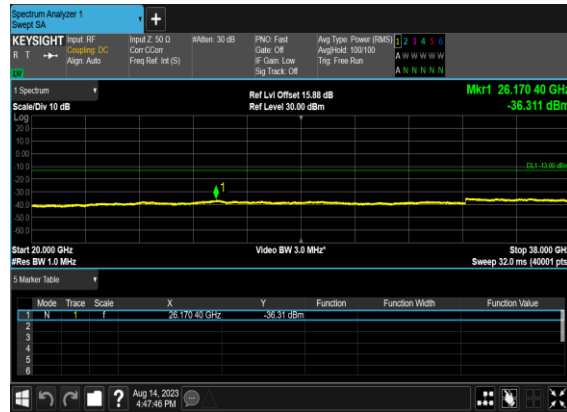 Spectrum Analyzer 1
Swept SA
KEYSIGHT
R T
Input: RF
Coupling: DC
Align: Auto
Input Z: 50 Ω
Corr CCorr
Freq Ref: Int (S)
#Atten: 30 dB
PNO: Fast
Gate: Off
IF Gain: Low
Sig Track: Off
Avg Type: Power (RMS)
Avg|Hold: 100/100
Trig: Free Run
1 2 3 4 5 6
A W W W W W
A N N N N N
1 Spectrum
Scale/Div 10 dB
Ref Lvl Offset 15.88 dB
Ref Level 30.00 dBm
Mkr1 26.170 40 GHz
-36.311 dBm
Log
20.0
10.0
0.00
-10.0
DL1 -13.00 dBm
-20.0
-30.0
1
-40.0
-50.0
-60.0
Start 20.000 GHz
#Res BW 1.0 MHz
Video BW 3.0 MHz*
Stop 38.000 GHz
Sweep 32.0 ms (40001 pts)
5 Marker Table
Mode Trace Scale X Y Function Function Width Function Value
1 N 1 f 26.170 40 GHz -36.31 dBm
2
3
4
5
6
? Aug 14, 2023
4:47:46 PM